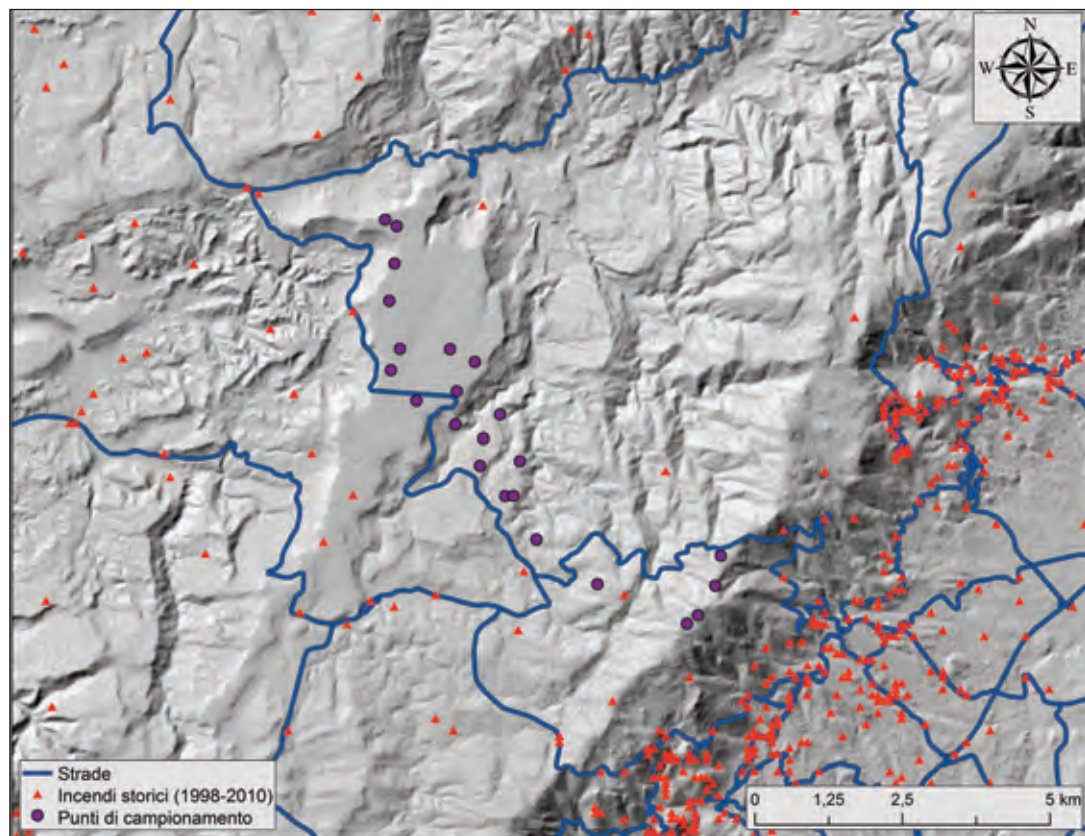 N
W E
S
Strade
Incendi storici (1998-2010)
Punti di campionamento
0 1,25 2,5 5 km